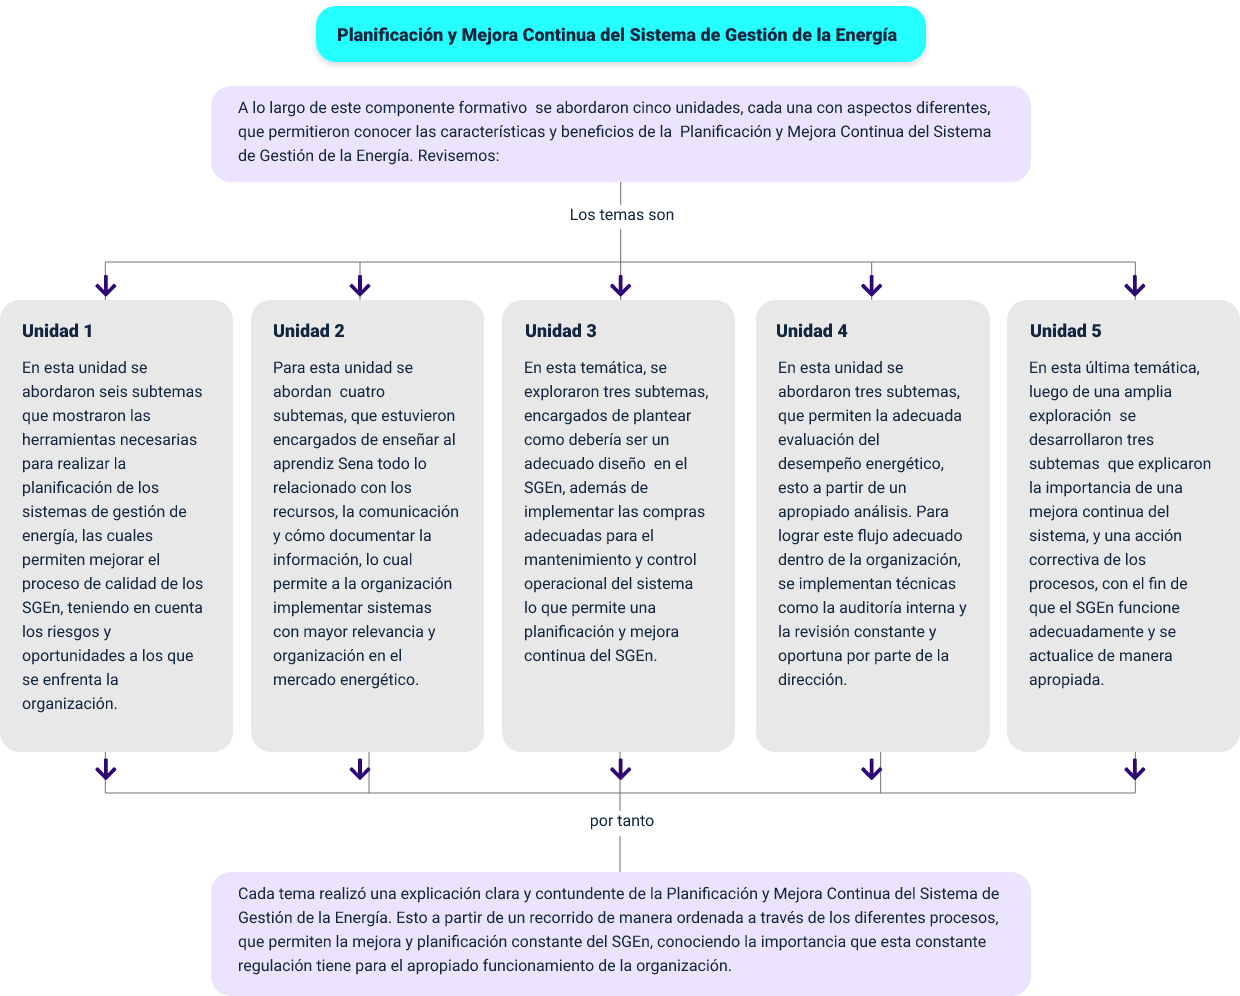 Planificación y Mejora Continua del Sistema de Gestión de la Energía
A lo largo de este componente formativo  se abordaron cinco unidades, cada una con aspectos diferentes,
que permitieron conocer las características y beneficios de la  Planificación y Mejora Continua del Sistema
de Gestión de la Energía. Revisemos:
Los temas son
Unidad 1
En esta unidad se
abordaron seis subtemas
que mostraron las
herramientas necesarias
para realizar la
planificación de los
sistemas de gestión de
energía, las cuales
permiten mejorar el
proceso de calidad de los
SGEn, teniendo en cuenta
los riesgos y
oportunidades a los que
se enfrenta la
organización.
Unidad 2
Para esta unidad se
abordan  cuatro
subtemas, que estuvieron
encargados de enseñar al
aprendiz Sena todo lo
relacionado con los
recursos, la comunicación
y cómo documentar la
información, lo cual
permite a la organización
implementar sistemas
con mayor relevancia y
organización en el
mercado energético.
Unidad 3
En esta temática, se
exploraron tres subtemas,
encargados de plantear
como debería ser un
adecuado diseño  en el
SGEn, además de
implementar las compras
adecuadas para el
mantenimiento y control
operacional del sistema
lo que permite una
planificación y mejora
continua del SGEn.
Unidad 4
En esta unidad se
abordaron tres subtemas,
que permiten la adecuada
evaluación del
desempeño energético,
esto a partir de un
apropiado análisis. Para
lograr este flujo adecuado
dentro de la organización,
se implementan técnicas
como la auditoría interna y
la revisión constante y
oportuna por parte de la
dirección.
Unidad 5
En esta última temática,
luego de una amplia
exploración  se
desarrollaron tres
subtemas  que explicaron
la importancia de una
mejora continua del
sistema, y una acción
correctiva de los
procesos, con el fin de
que el SGEn funcione
adecuadamente y se
actualice de manera
apropiada.
por tanto
Cada tema realizó una explicación clara y contundente de la Planificación y Mejora Continua del Sistema de
Gestión de la Energía. Esto a partir de un recorrido de manera ordenada a través de los diferentes procesos,
que permiten la mejora y planificación constante del SGEn, conociendo la importancia que esta constante
regulación tiene para el apropiado funcionamiento de la organización.